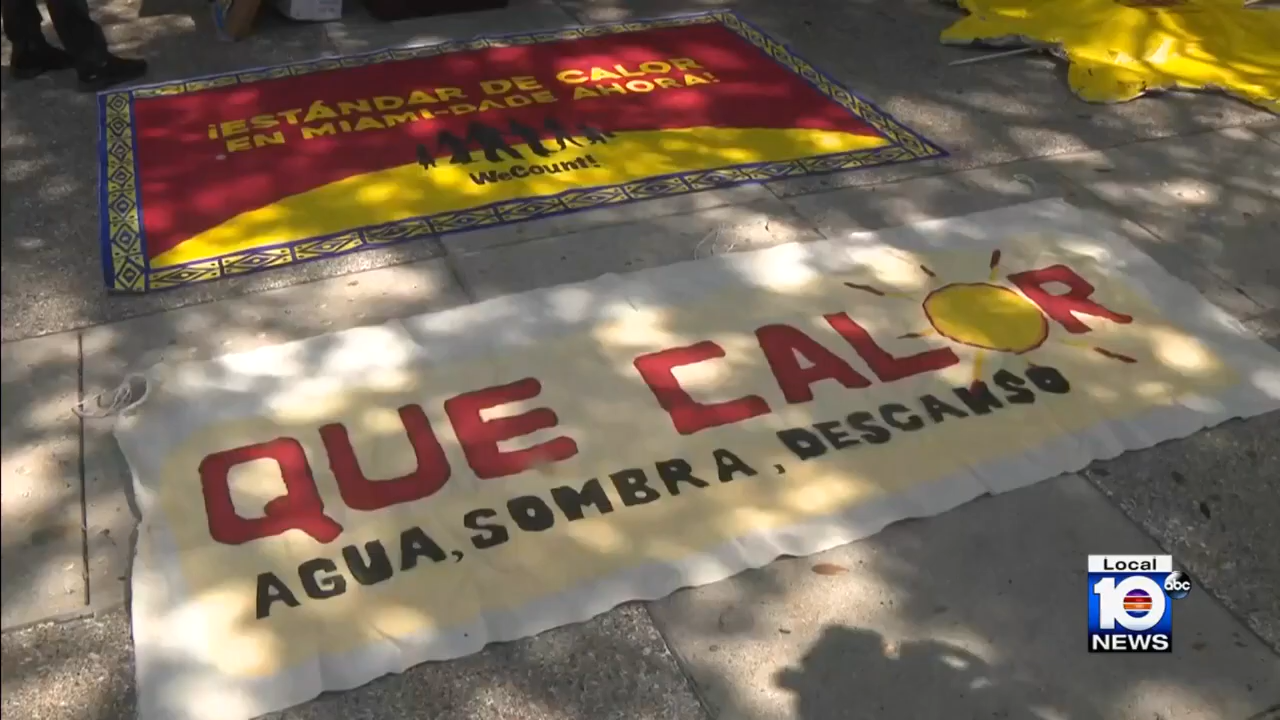 ¡ESTÁNDAR DE CALOR
EN MIAMI-DADE AHORA!
WeCount!
QUE CALOR
AGUA, SOMBRA, DESCANSO
Local
10
abc
NEWS